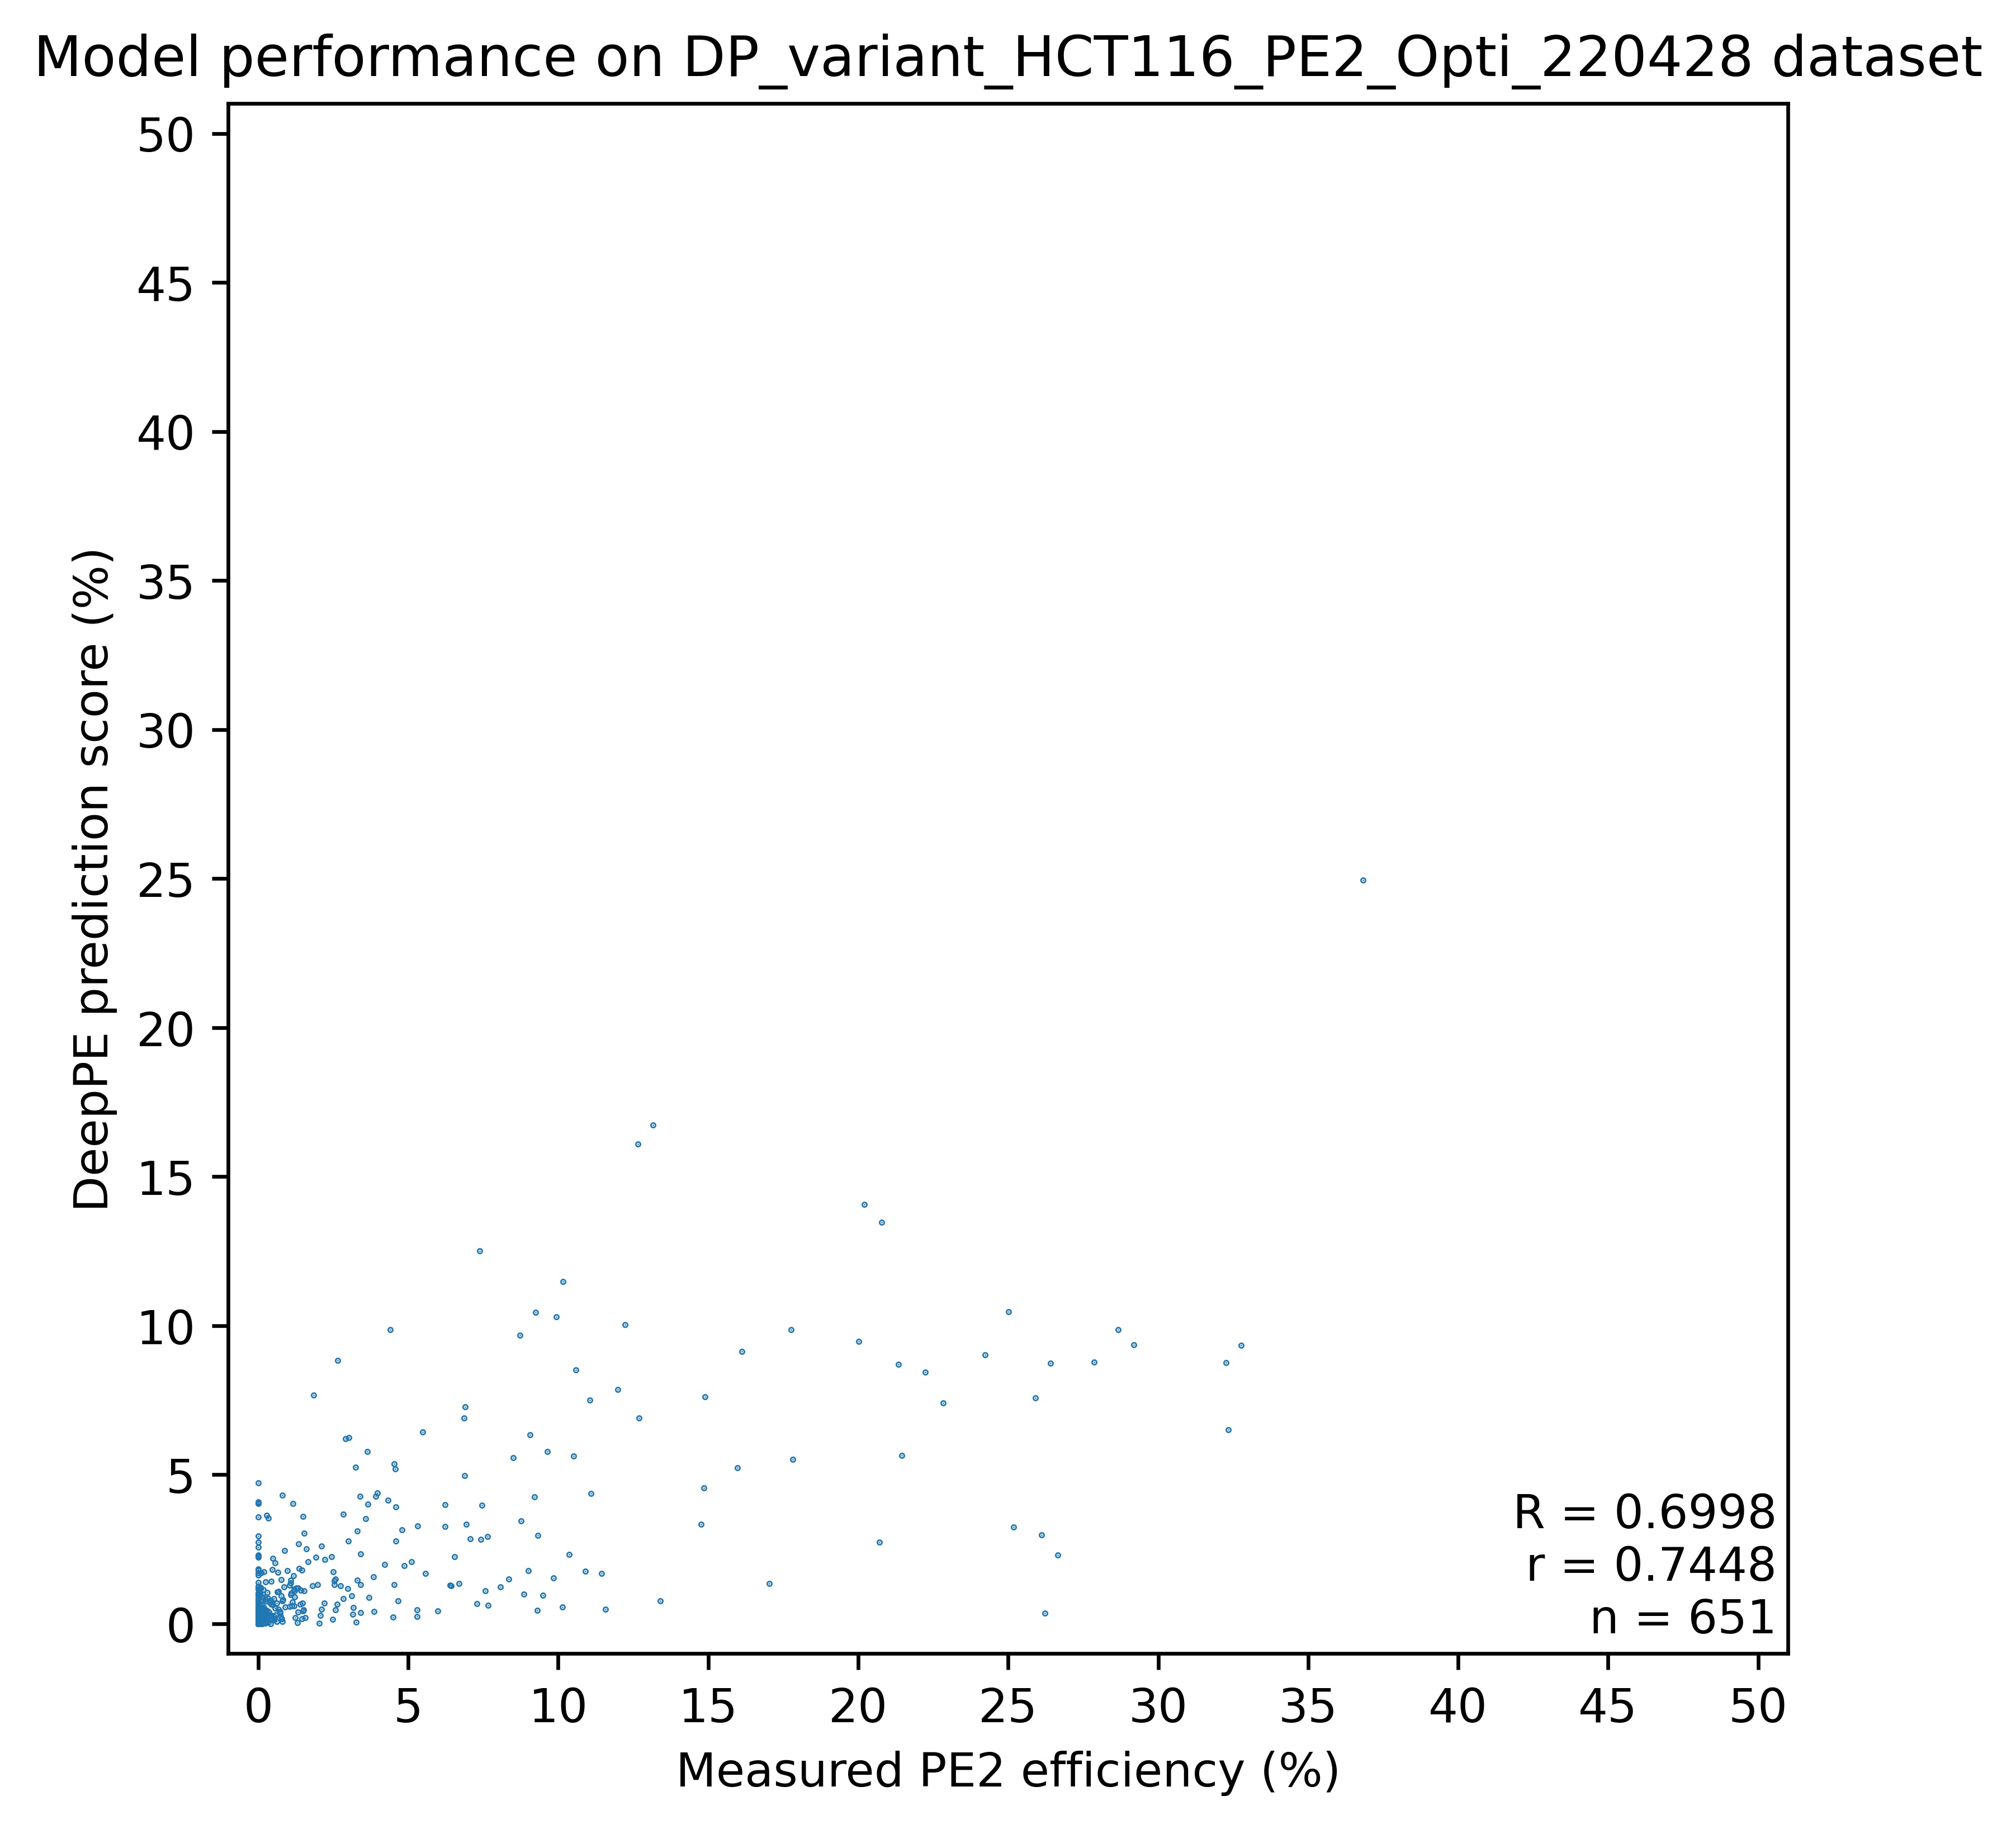 Model performance on DP_variant_HCT116_PE2_Opti_220428 dataset
50
45
40
35
30
25
20
15
10
5
0
DeepPE prediction score (%)
R = 0.6998
r = 0.7448
n = 651
0 5 10 15 20 25 30 35 40 45 50
Measured PE2 efficiency (%)